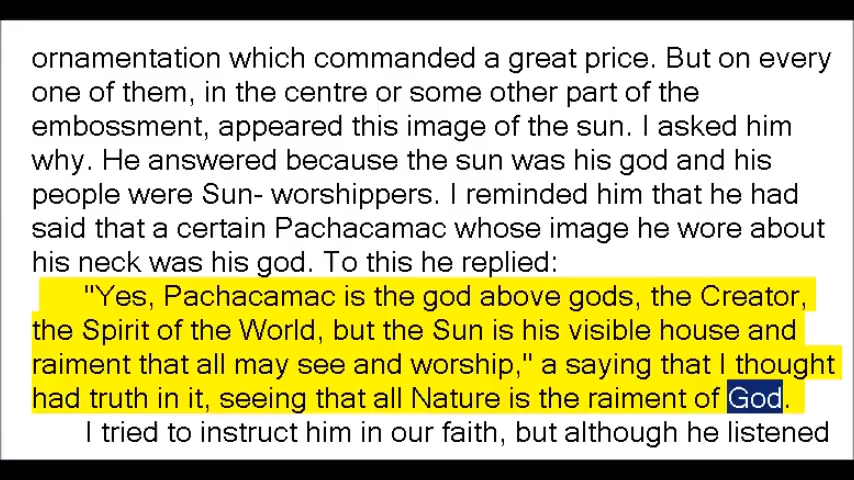 ornamentation which commanded a great price. But on every
one of them, in the centre or some other part of the
embossment, appeared this image of the sun. I asked him
why. He answered because the sun was his god and his
people were Sun- worshippers. I reminded him that he had
said that a certain Pachacamac whose image he wore about
his neck was his god. To this he replied:
"Yes, Pachacamac is the god above gods, the Creator,
the Spirit of the World, but the Sun is his visible house and
raiment that all may see and worship," a saying that I thought
had truth in it, seeing that all Nature is the raiment of God.
I tried to instruct him in our faith, but although he listened